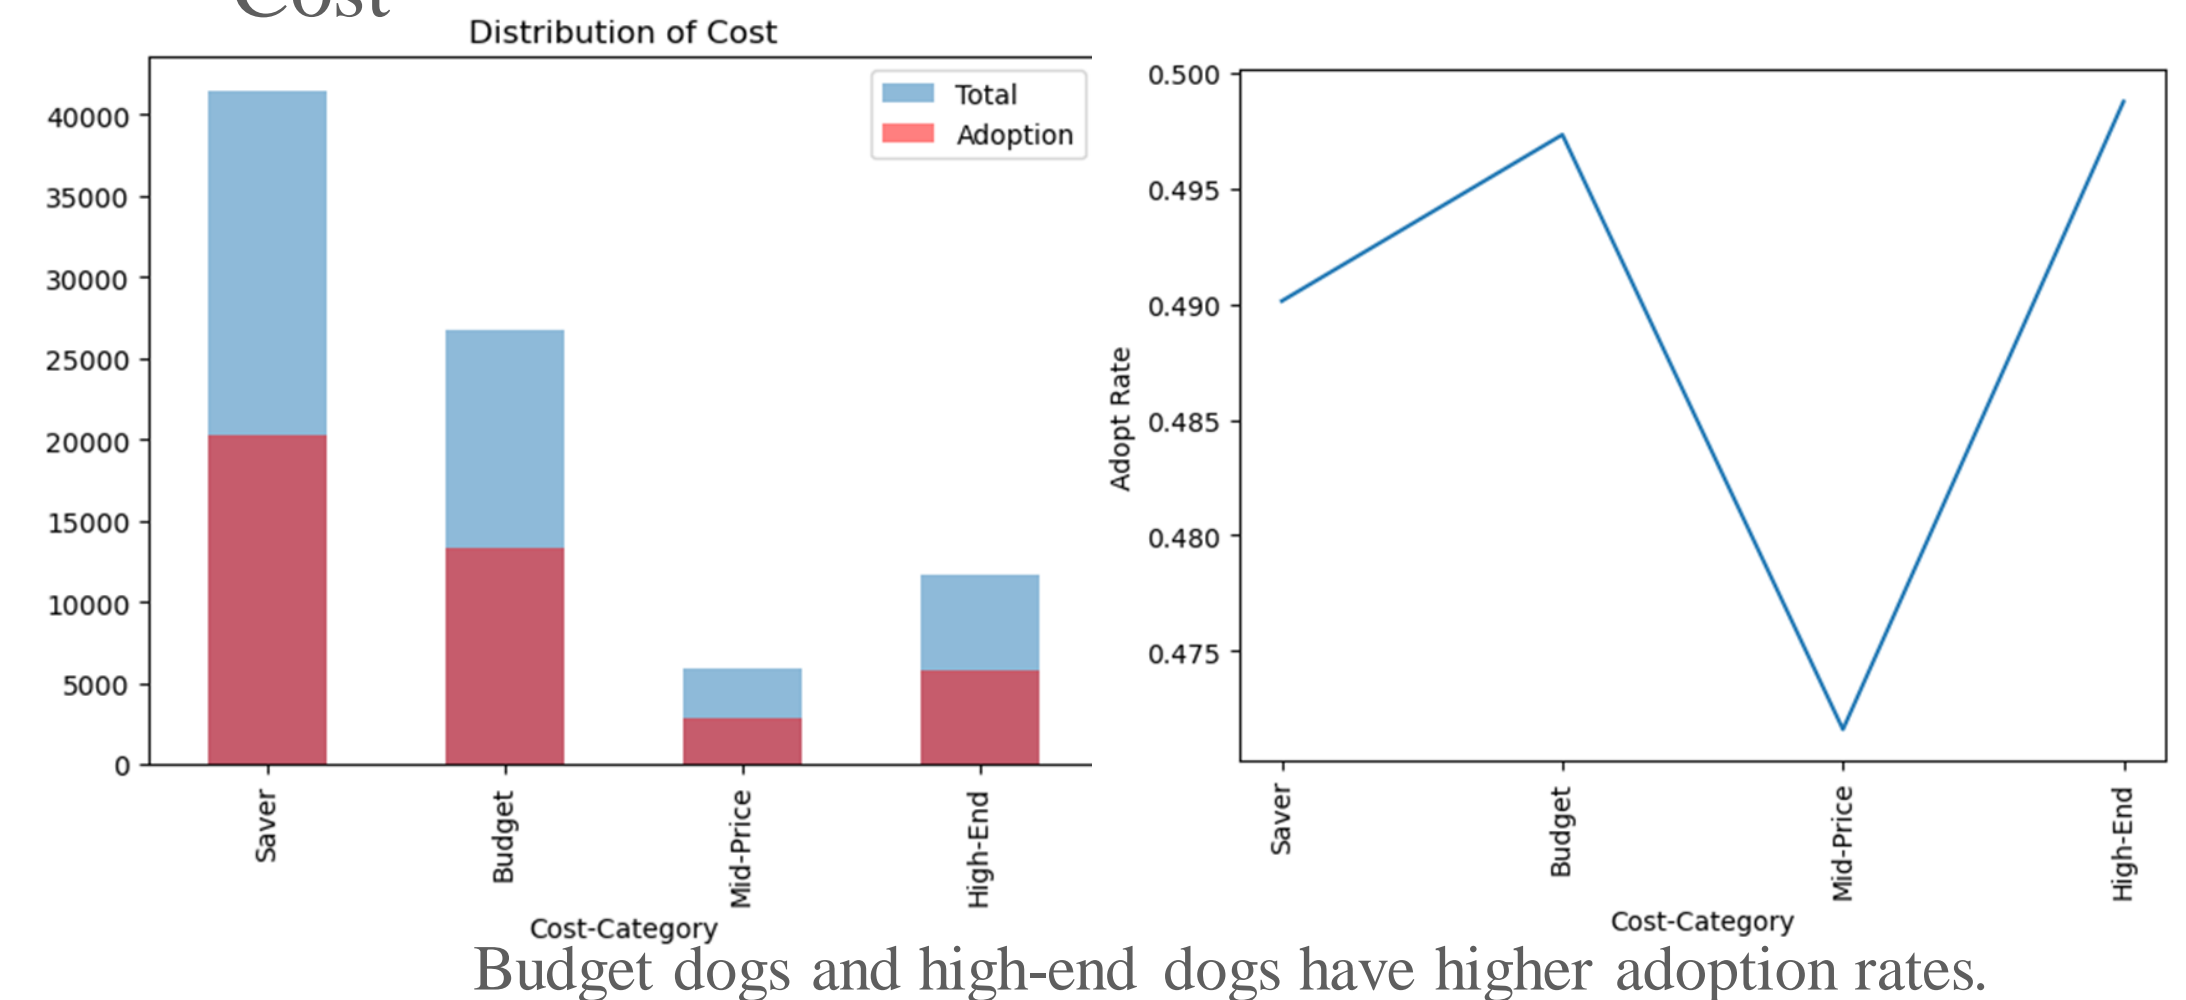 Cost
Distribution of Cost
Total
Adoption
40000
35000
30000
25000
20000
15000
10000
5000
0
Saver
Budget
Mid-Price
High-End
Cost-Category
0.500
0.495
0.490
0.485
0.480
0.475
Adopt Rate
Saver
Budget
Mid-Price
High-End
Cost-Category
Budget dogs and high-end dogs have higher adoption rates.